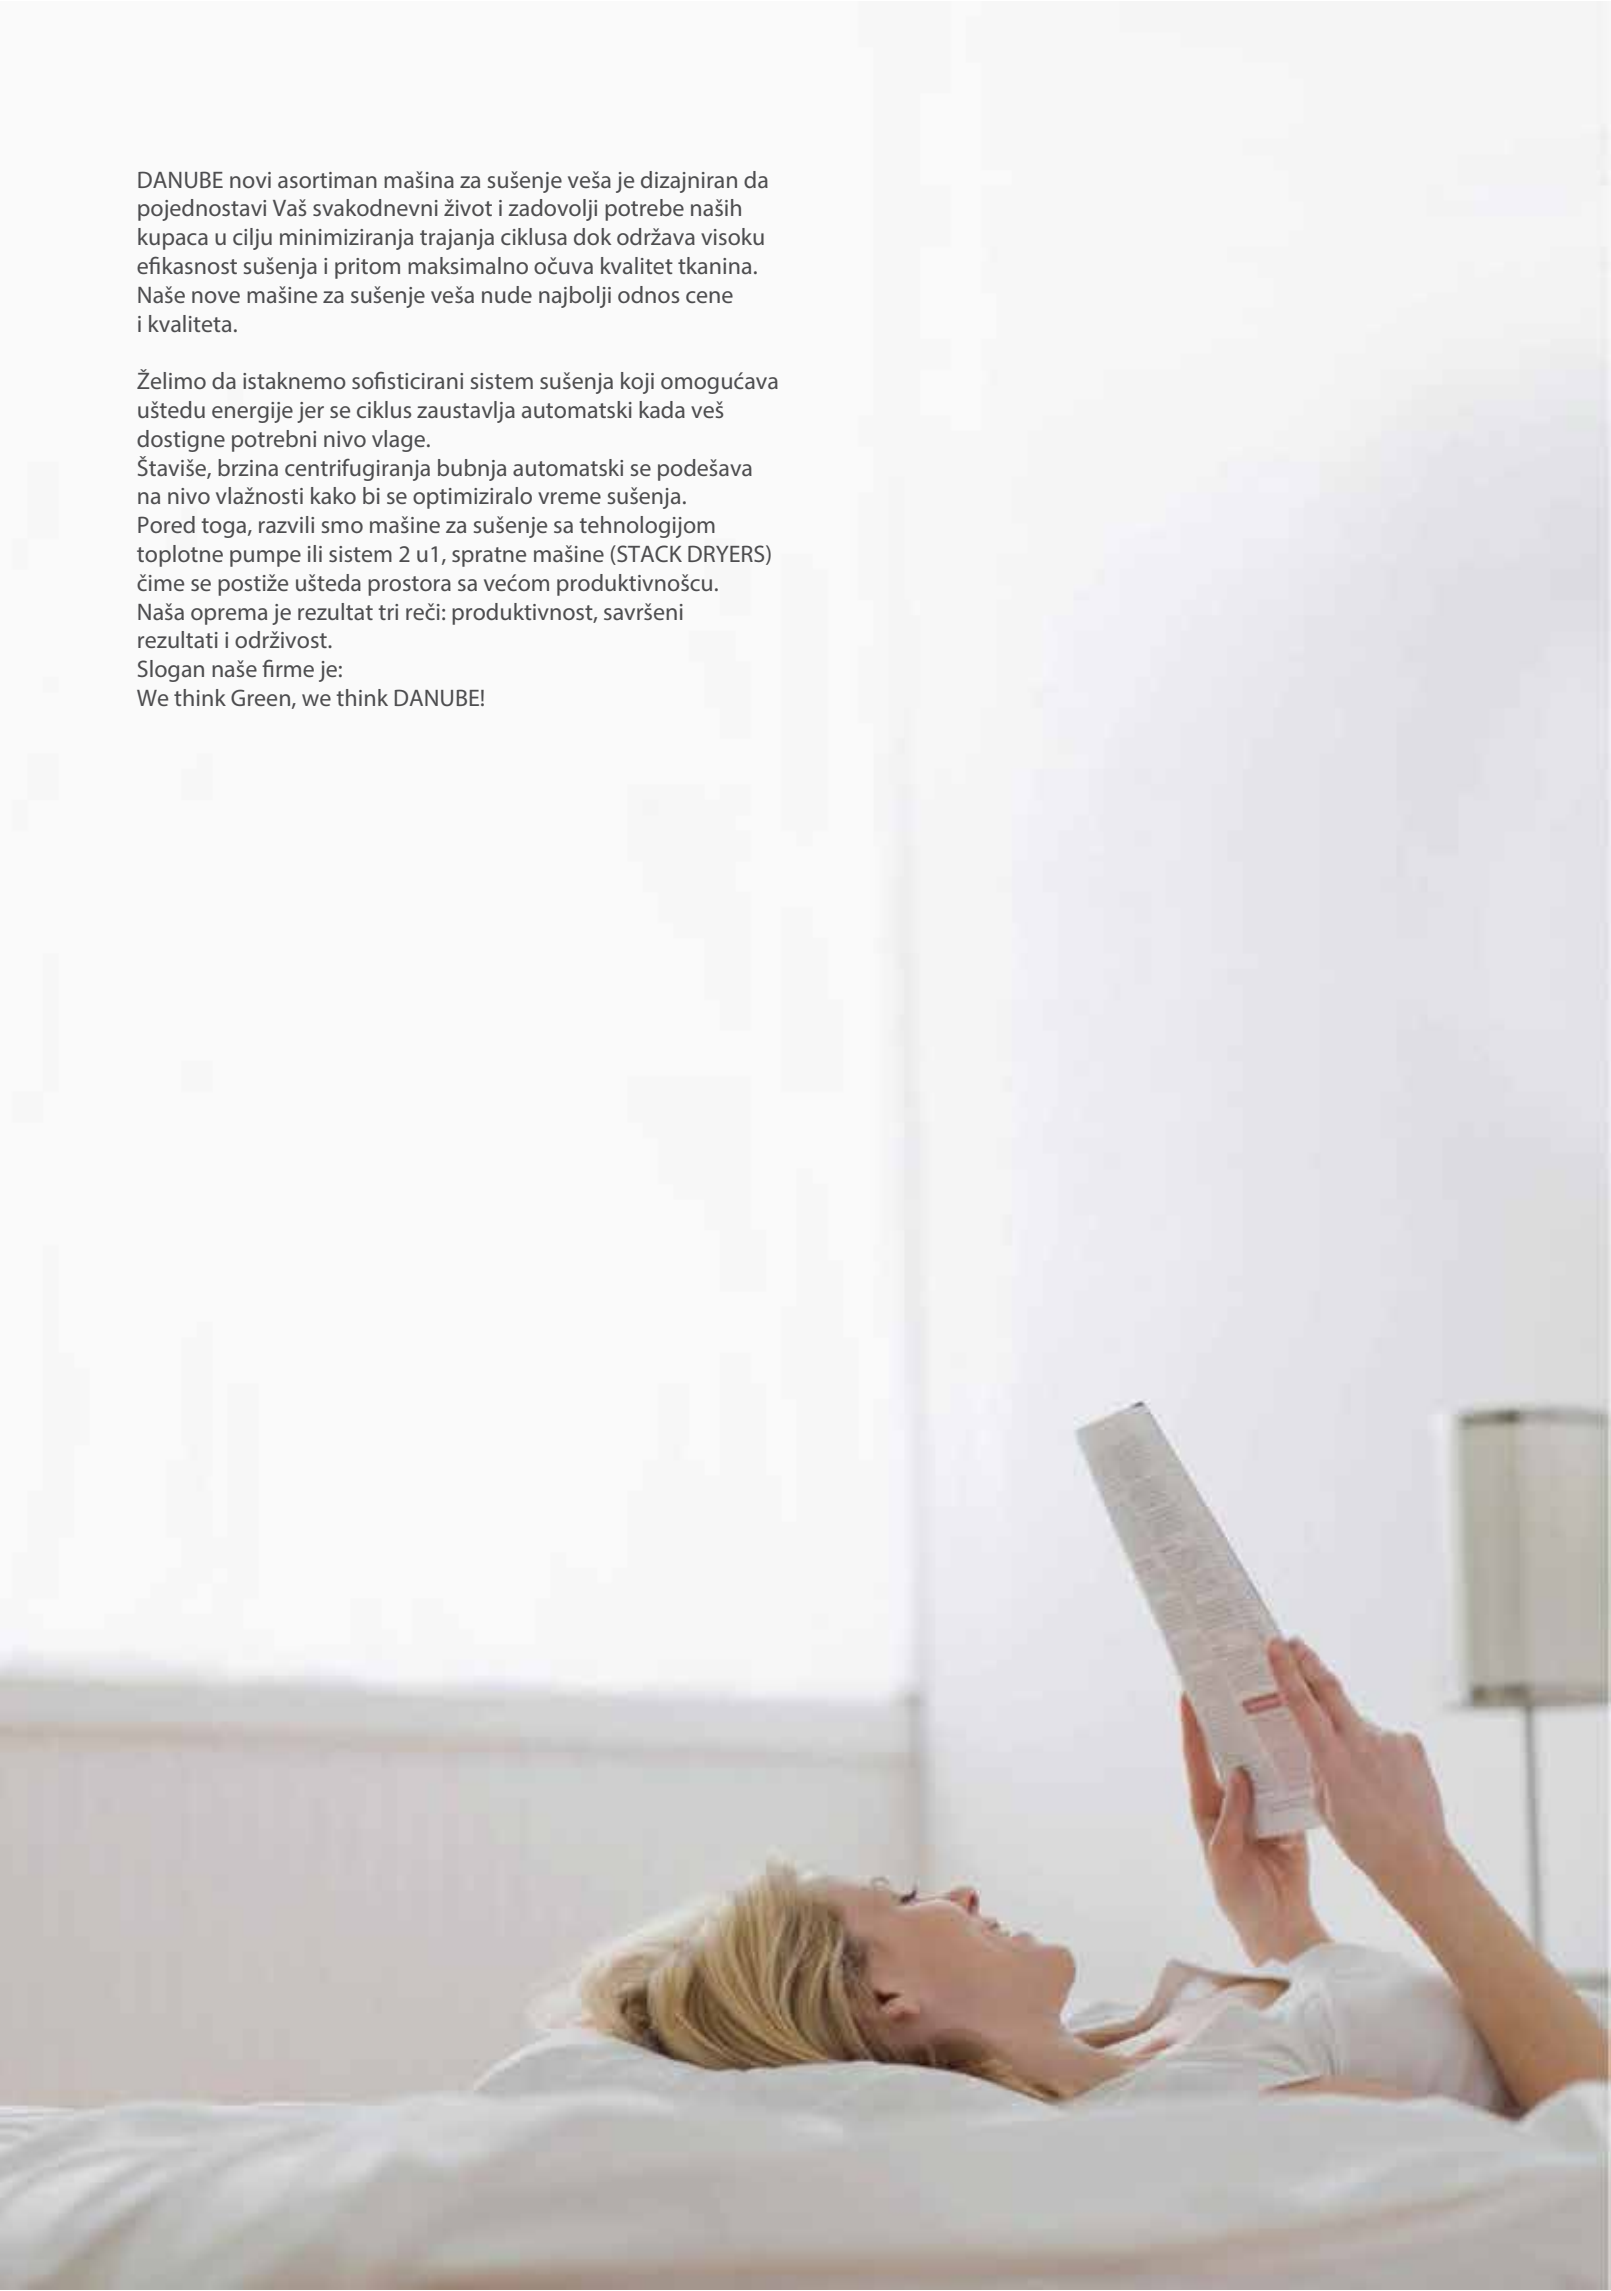 DANUBE novi asortiman mašina za sušenje veša je dizajniran da
pojednostavi Vaš svakodnevni život i zadovolji potrebe naših
kupaca u cilju minimiziranja trajanja ciklusa dok održava visoku
efikasnost sušenja i pritom maksimalno očuva kvalitet tkanina.
Naše nove mašine za sušenje veša nude najbolji odnos cene
i kvaliteta.
Želimo da istaknemo sofisticirani sistem sušenja koji omogućava
uštedu energije jer se ciklus zaustavlja automatski kada veš
dostigne potrebni nivo vlage.
Štaviše, brzina centrifugiranja bubnja automatski se podešava
na nivo vlažnosti kako bi se optimiziralo vreme sušenja.
Pored toga, razvili smo mašine za sušenje sa tehnologijom
toplotne pumpe ili sistem 2 u1, spratne mašine (STACK DRYERS)
čime se postiže ušteda prostora sa većom produktivnošcu.
Naša oprema je rezultat tri reči: produktivnost, savršeni
rezultati i održivost.
Slogan naše firme je:
We think Green, we think DANUBE!